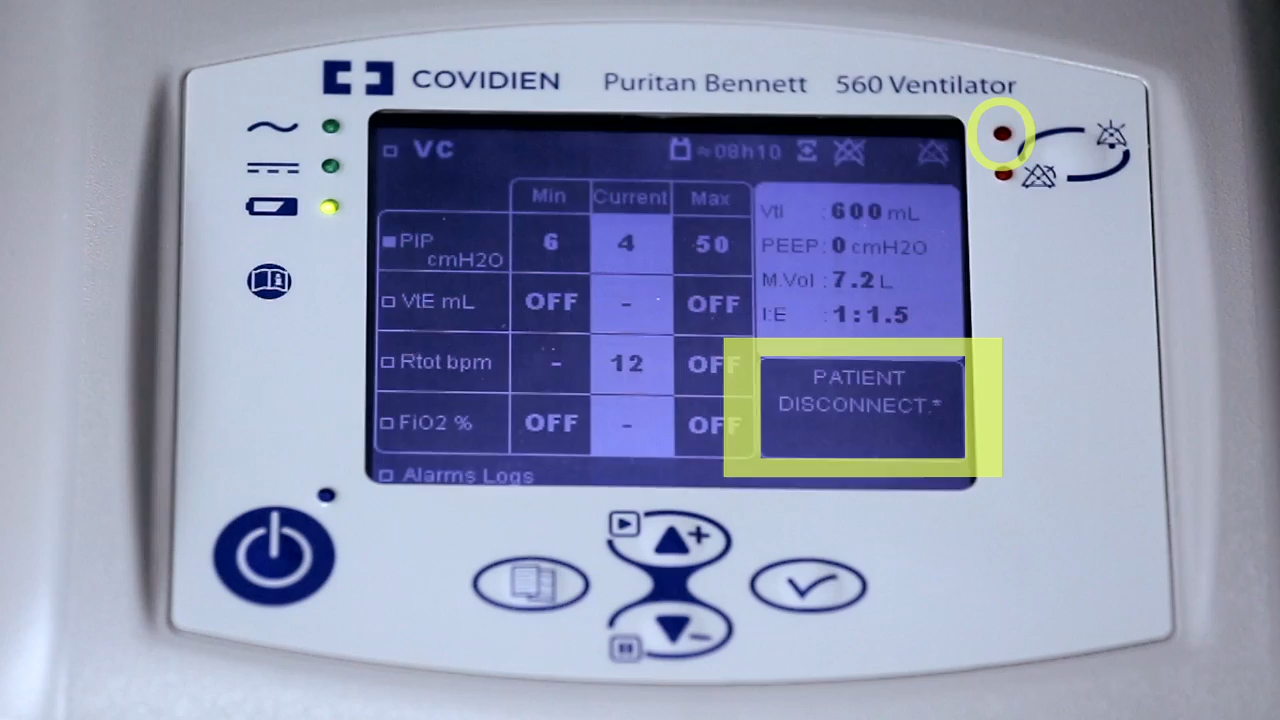 COVIDIEN Puritan Bennett 560 Ventilator
VC ≈08h10
Min Current Max
PIP cmH2O 6 4 50
VtE mL OFF - OFF
Rtot bpm - 12 OFF
FiO2 % OFF - OFF
Alarms Logs
Vti : 600 mL
PEEP: 0 cmH2O
M.Vol : 7.2 L
I:E : 1:1.5
PATIENT
DISCONNECT.*